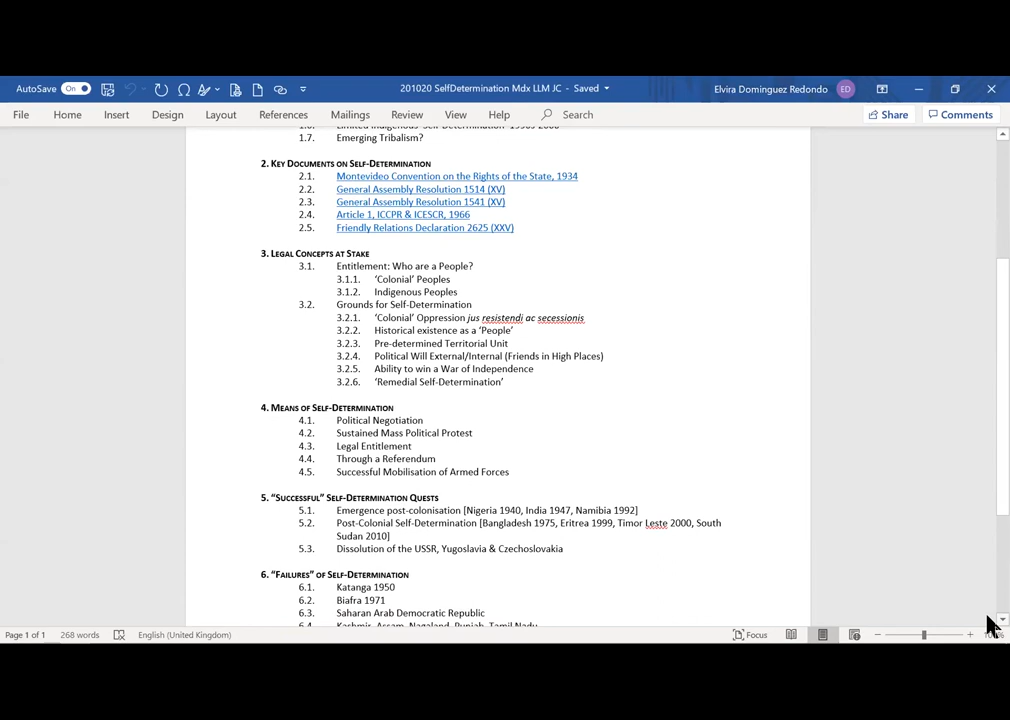 AutoSave On 201020 SelfDetermination Mdx LLM JC - Saved Elvira Dominguez Redondo ED
File Home Insert Design Layout References Mailings Review View Help Search Share Comments
1.7. Emerging Tribalism?
2. KEY DOCUMENTS ON SELF-DETERMINATION
2.1. Montevideo Convention on the Rights of the State, 1934
2.2. General Assembly Resolution 1514 (XV)
2.3. General Assembly Resolution 1541 (XV)
2.4. Article 1, ICCPR & ICESCR, 1966
2.5. Friendly Relations Declaration 2625 (XXV)
3. LEGAL CONCEPTS AT STAKE
3.1. Entitlement: Who are a People?
3.1.1. ‘Colonial’ Peoples
3.1.2. Indigenous Peoples
3.2. Grounds for Self-Determination
3.2.1. ‘Colonial’ Oppression jus resistendi ac secessionis
3.2.2. Historical existence as a ‘People’
3.2.3. Pre-determined Territorial Unit
3.2.4. Political Will External/Internal (Friends in High Places)
3.2.5. Ability to win a War of Independence
3.2.6. ‘Remedial Self-Determination’
4. MEANS OF SELF-DETERMINATION
4.1. Political Negotiation
4.2. Sustained Mass Political Protest
4.3. Legal Entitlement
4.4. Through a Referendum
4.5. Successful Mobilisation of Armed Forces
5. “SUCCESSFUL” SELF-DETERMINATION QUESTS
5.1. Emergence post-colonisation [Nigeria 1940, India 1947, Namibia 1992]
5.2. Post-Colonial Self-Determination [Bangladesh 1975, Eritrea 1999, Timor Leste 2000, South
Sudan 2010]
5.3. Dissolution of the USSR, Yugoslavia & Czechoslovakia
6. “FAILURES” OF SELF-DETERMINATION
6.1. Katanga 1950
6.2. Biafra 1971
6.3. Saharan Arab Democratic Republic
6.4. Kashmir, Assam, Nagaland, Punjab, Tamil Nadu
Page 1 of 1 268 words English (United Kingdom) Focus